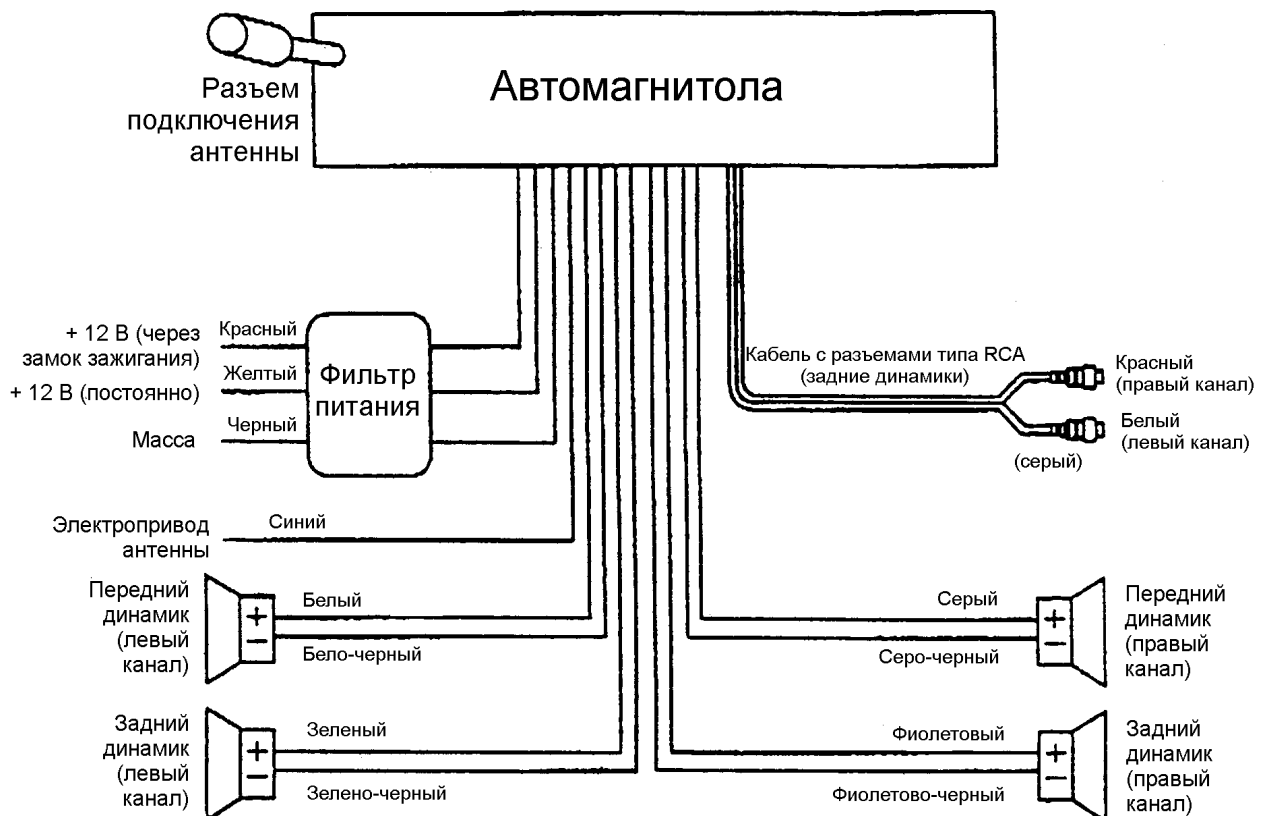 Автомагнитола
Разъем
подключения
антенны
+ 12 В (через
замок зажигания)
Красный
+ 12 В (постоянно)
Желтый
Масса
Черный
Фильтр
питания
Кабель с разъемами типа RCA
(задние динамики)
Красный
(правый канал)
Белый
(левый канал)
(серый)
Электропривод
антенны
Синий
Передний
динамик
(левый
канал)
+
−
Белый
Бело-черный
Серый
Серо-черный
+
−
Передний
динамик
(правый
канал)
Задний
динамик
(левый
канал)
+
−
Зеленый
Зелено-черный
Фиолетовый
Фиолетово-черный
+
−
Задний
динамик
(правый
канал)